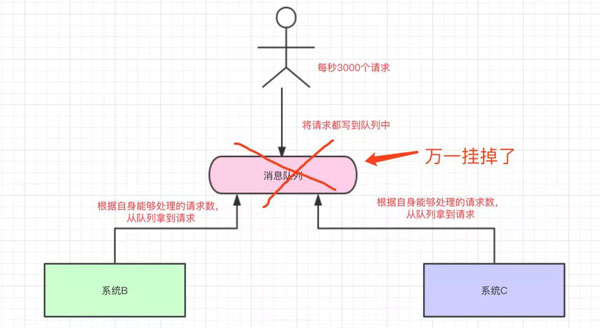 每秒3000个请求
将请求都写到队列中
万一挂掉了
消息队列
根据自身能够处理的请求数,
从队列拿到请求
根据自身能够处理的请求数,
从队列拿到请求
系统B
系统C